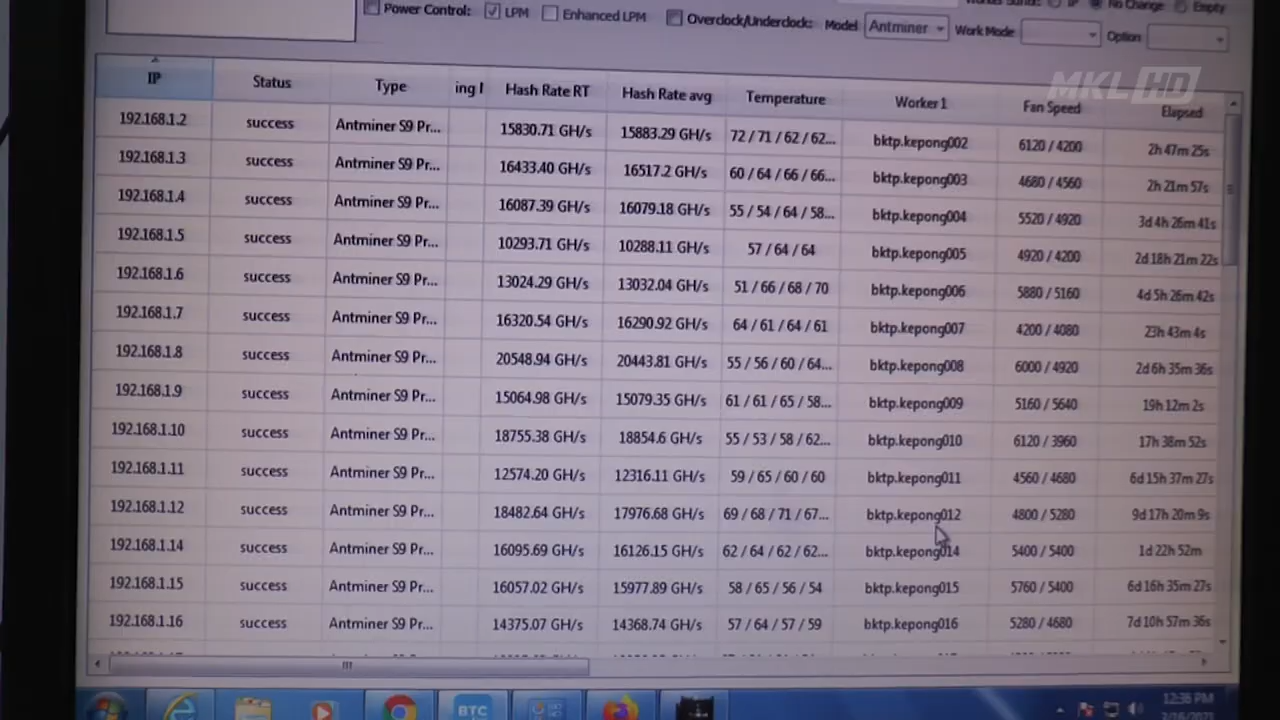 Power Control: LPM Enhanced LPM Overclock/Underclock: Model Antminer Work Mode Option
No Change Empty
MKL HD
IP Status Type ing I Hash Rate RT Hash Rate avg Temperature Worker1 Fan Speed Elapsed
192.168.1.2 success Antminer S9 Pr... 15830.71 GH/s 15883.29 GH/s 72 / 71 / 62 / 62... bktp.kepong002 6120 / 4200 2h 47m 25s
192.168.1.3 success Antminer S9 Pr... 16433.40 GH/s 16517.2 GH/s 60 / 64 / 66 / 66... bktp.kepong003 4680 / 4560 2h 21m 57s
192.168.1.4 success Antminer S9 Pr... 16087.39 GH/s 16079.18 GH/s 55 / 54 / 64 / 58... bktp.kepong004 5520 / 4920 3d 4h 26m 41s
192.168.1.5 success Antminer S9 Pr... 10293.71 GH/s 10288.11 GH/s 57 / 64 / 64 bktp.kepong005 4920 / 4200 2d 18h 21m 22s
192.168.1.6 success Antminer S9 Pr... 13024.29 GH/s 13032.04 GH/s 51 / 66 / 68 / 70 bktp.kepong006 5880 / 5160 4d 5h 26m 42s
192.168.1.7 success Antminer S9 Pr... 16320.54 GH/s 16290.92 GH/s 64 / 61 / 64 / 61 bktp.kepong007 4200 / 4080 23h 43m 4s
192.168.1.8 success Antminer S9 Pr... 20548.94 GH/s 20443.81 GH/s 55 / 56 / 60 / 64... bktp.kepong008 6000 / 4920 2d 6h 35m 36s
192.168.1.9 success Antminer S9 Pr... 15064.98 GH/s 15079.35 GH/s 61 / 61 / 65 / 58... bktp.kepong009 5160 / 5640 19h 12m 2s
192.168.1.10 success Antminer S9 Pr... 18755.38 GH/s 18854.6 GH/s 55 / 53 / 58 / 62... bktp.kepong010 6120 / 3960 17h 38m 52s
192.168.1.11 success Antminer S9 Pr... 12574.20 GH/s 12316.11 GH/s 59 / 65 / 60 / 60 bktp.kepong011 4560 / 4680 6d 15h 37m 27s
192.168.1.12 success Antminer S9 Pr... 18482.64 GH/s 17976.68 GH/s 69 / 68 / 71 / 67... bktp.kepong012 4800 / 5280 9d 17h 20m 9s
192.168.1.14 success Antminer S9 Pr... 16095.69 GH/s 16126.15 GH/s 62 / 64 / 62 / 62... bktp.kepong014 5400 / 5400 1d 22h 52m
192.168.1.15 success Antminer S9 Pr... 16057.02 GH/s 15977.89 GH/s 58 / 65 / 56 / 54 bktp.kepong015 5760 / 5400 6d 16h 35m 27s
192.168.1.16 success Antminer S9 Pr... 14375.07 GH/s 14368.74 GH/s 57 / 64 / 57 / 59 bktp.kepong016 5280 / 4680 7d 10h 57m 36s
BTC
12:36 PM